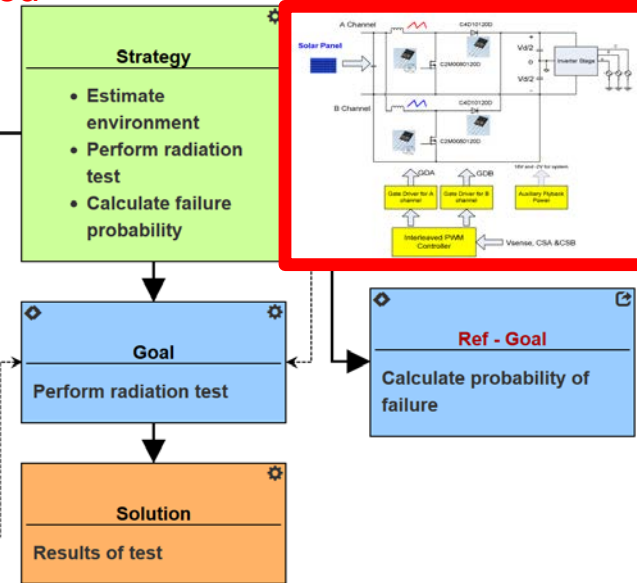 Strategy
• Estimate
environment
• Perform radiation
test
• Calculate failure
probability
A Channel
C4D10120D
Solar Panel
C2M0080120D
Vd/2
0
Vd/2
Inverter Stage
B Channel
C4D10120D
C2M0080120D
GDA
GDB
Gate Driver for A
channel
Gate Driver for B
channel
Auxiliary Flyback
Power
Interleaved PWM
Controller
Vsense, CSA &CSB
Goal
Perform radiation test
Ref - Goal
Calculate probability of
failure
Solution
Results of test